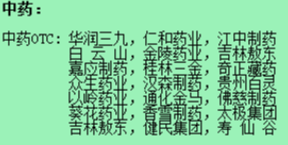 中药：
中药OTC：华润三九，仁和药业，江中制药
白 云 山，金陵药业，吉林敖东
嘉应制药，桂林三金，奇正藏药
众生药业，汉森制药，贵州百灵
以岭药业，通化金马，佛慈制药
葵花药业，香雪制药，太极集团
吉林敖东，健民集团，寿 仙 谷